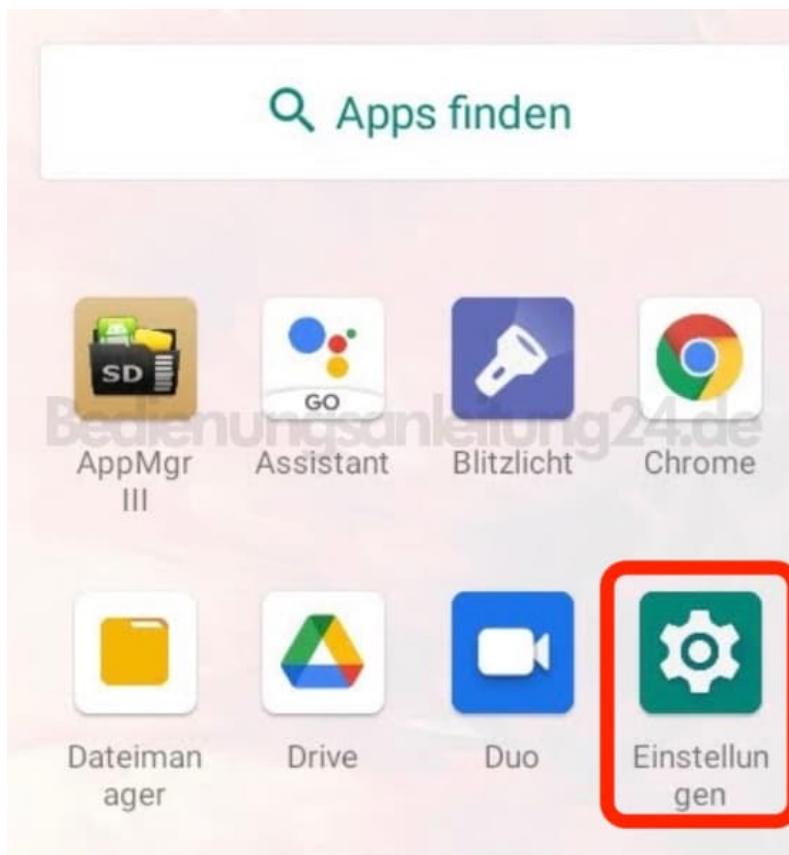 Apps finden
SD
GO
Bedienungsanleitung24.de
AppMgr Assistant Blitzlicht Chrome
III
Dateiman Drive Duo Einstellun
ager gen